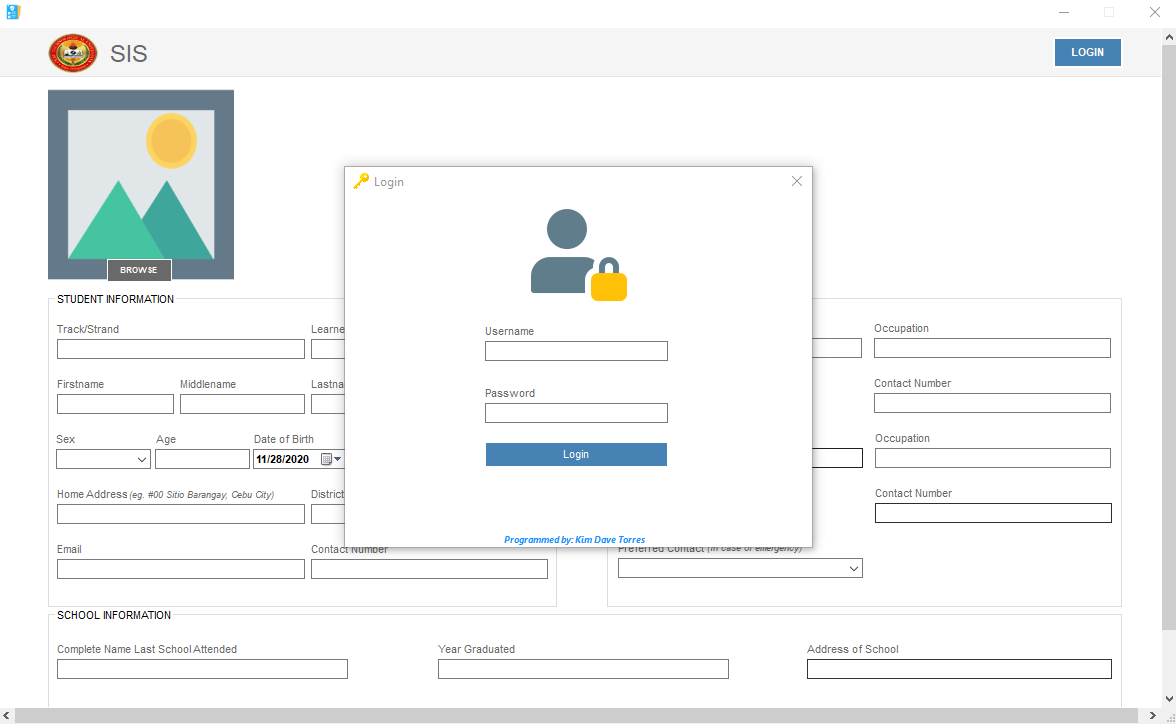 SIS
LOGIN
BROWSE
Login
Username
Password
Login
Programmed by: Kim Dave Torres
STUDENT INFORMATION
Track/Strand
Learne
Occupation
Firstname
Middlename
Lastna
Contact Number
Sex
Age
Date of Birth
11/28/2020
Occupation
Home Address (eg. #00 Sitio Barangay, Cebu City)
District
Contact Number
Email
Contact Number
Preferred Contact (in case of emergency)
SCHOOL INFORMATION
Complete Name Last School Attended
Year Graduated
Address of School